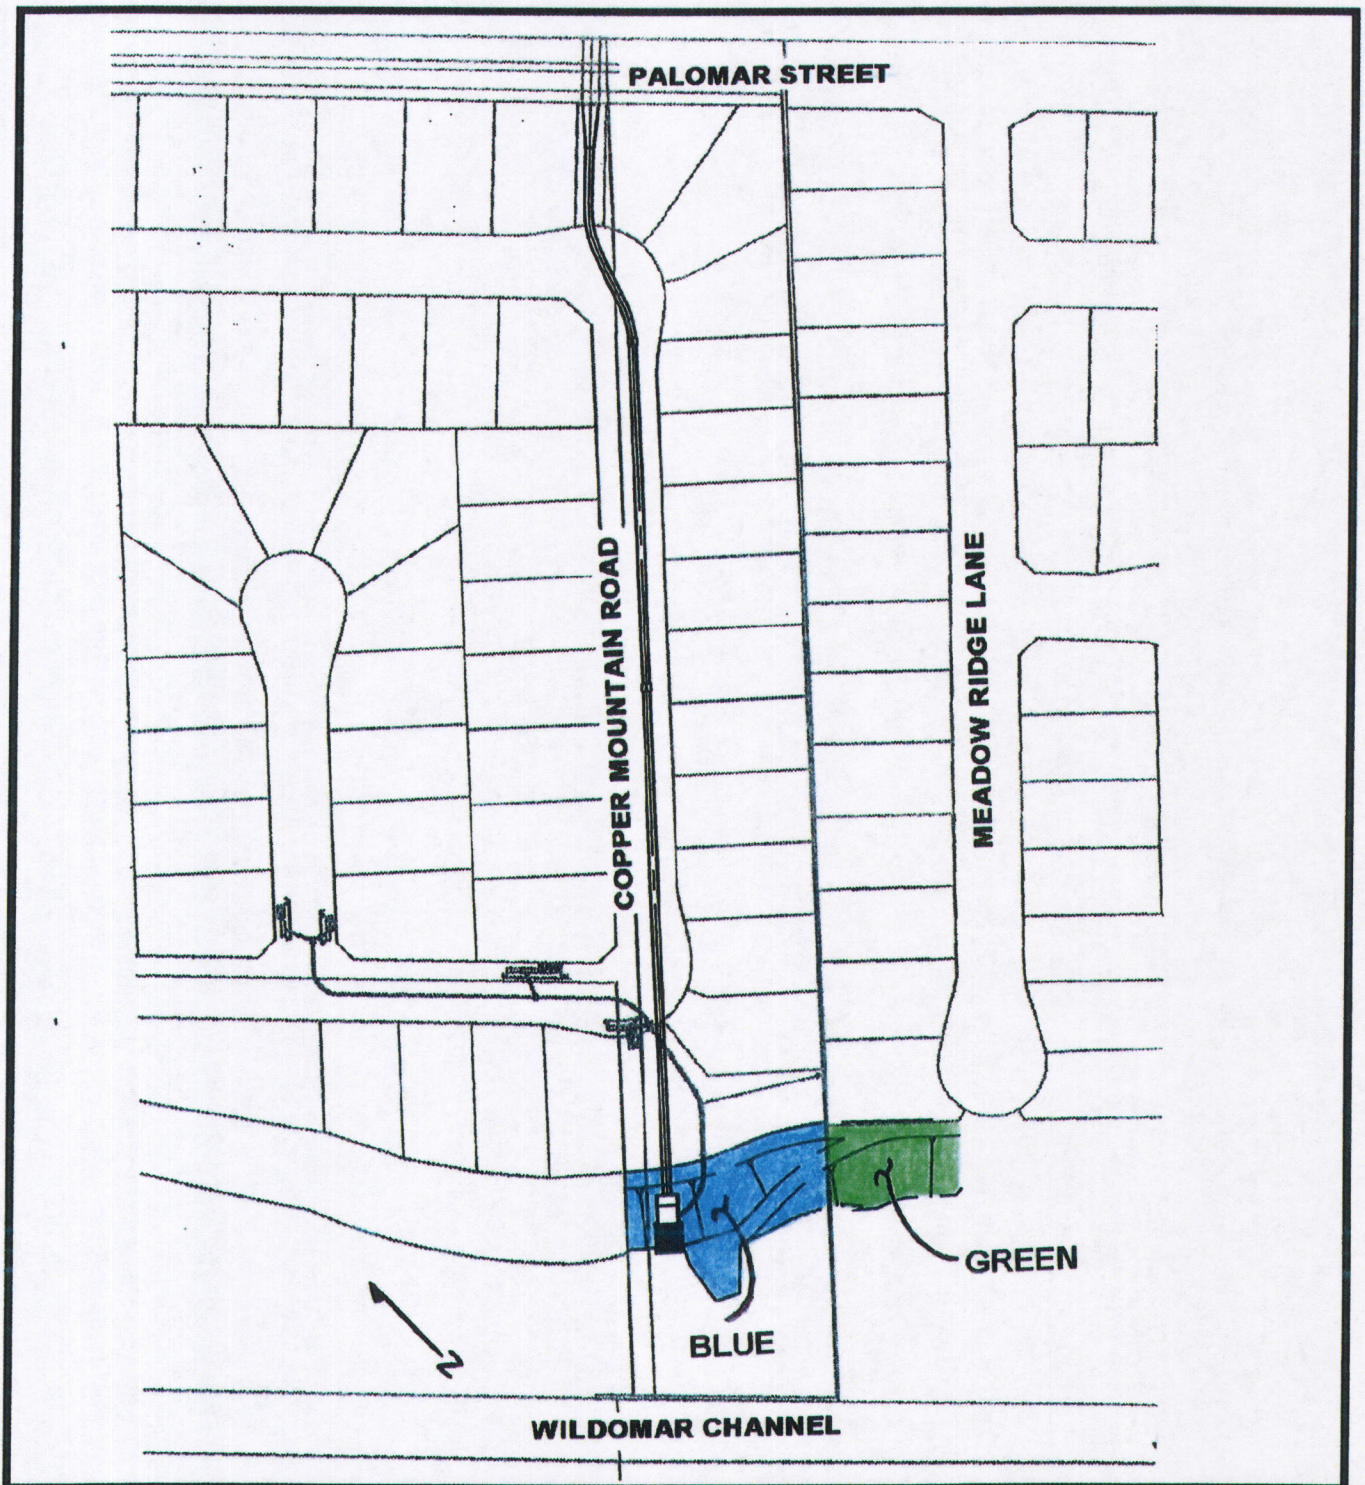 PALOMAR STREET
COPPER MOUNTAIN ROAD
MEADOW RIDGE LANE
GREEN
BLUE
N
WILDOMAR CHANNEL